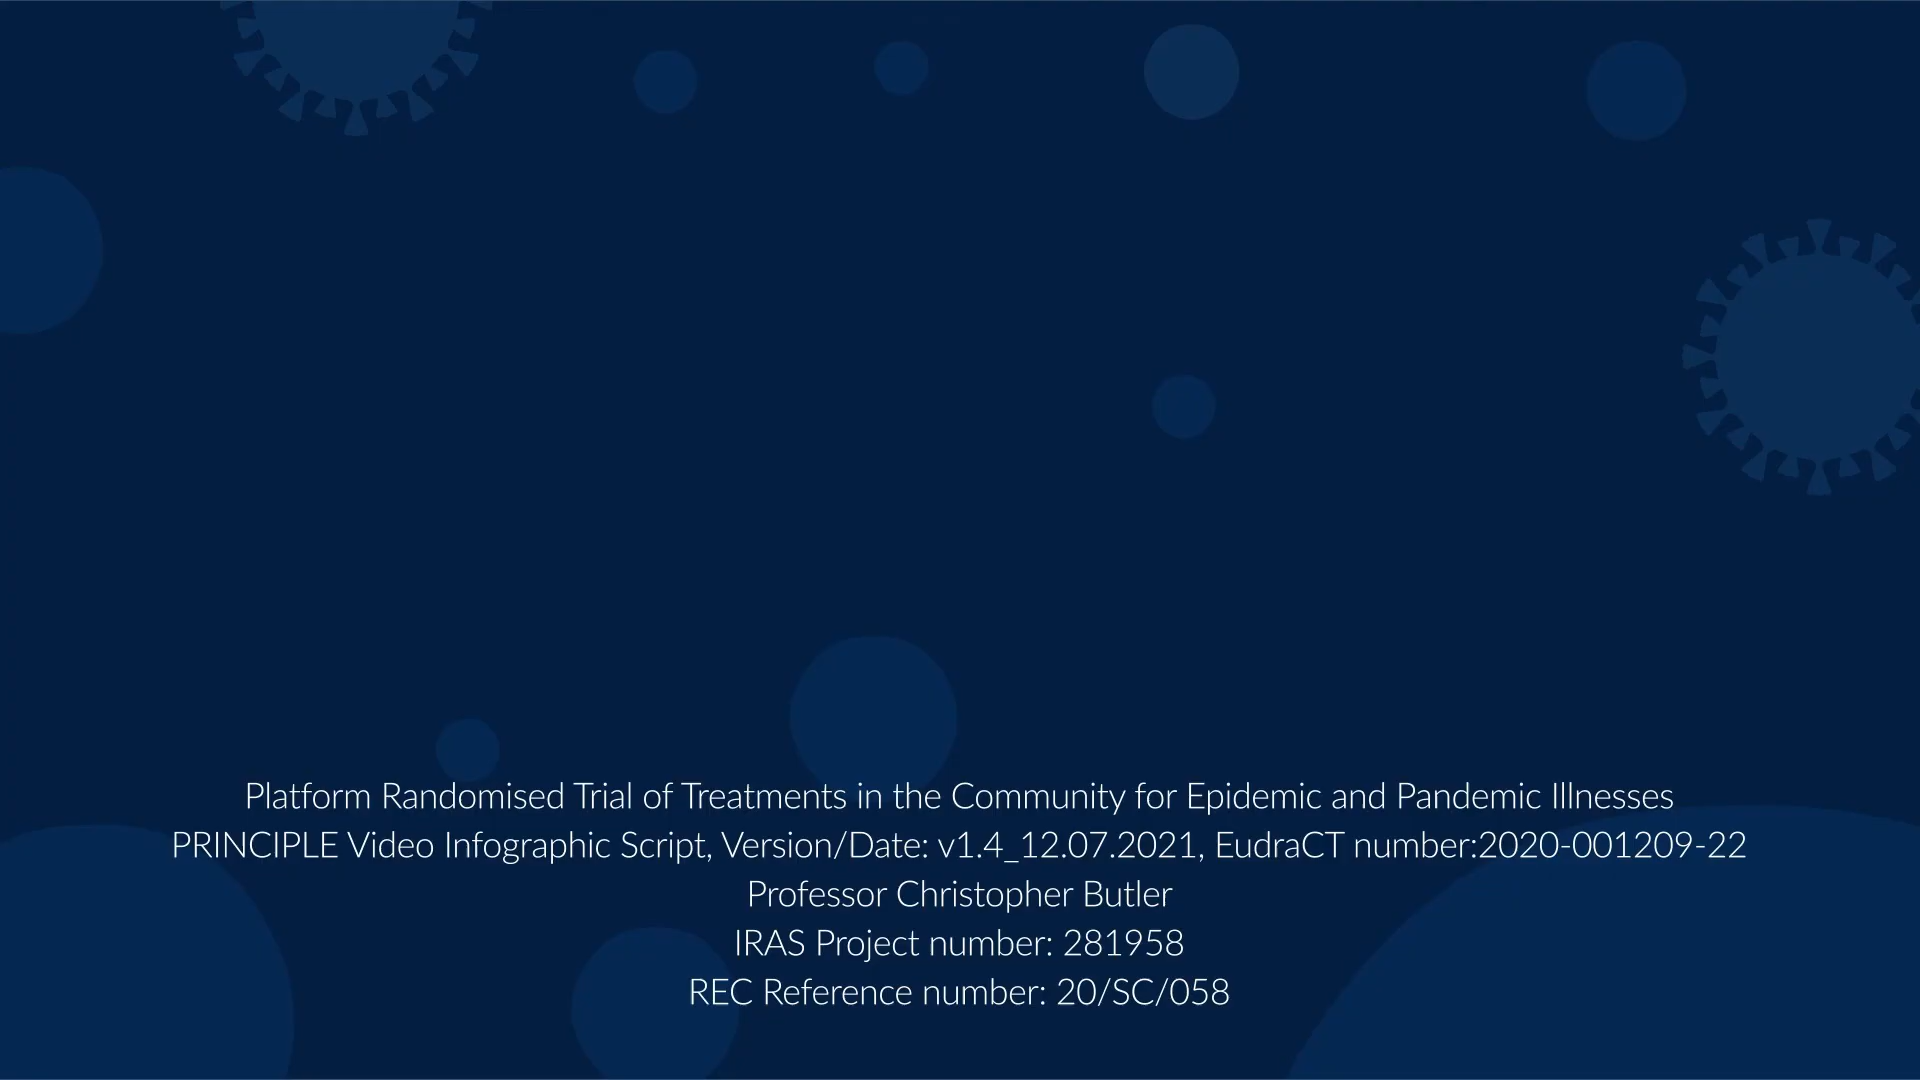 Platform Randomised Trial of Treatments in the Community for Epidemic and Pandemic Illnesses
PRINCIPLE Video Infographic Script, Version/Date: v1.4_12.07.2021, EudraCT number:2020-001209-22
Professor Christopher Butler
IRAS Project number: 281958
REC Reference number: 20/SC/058